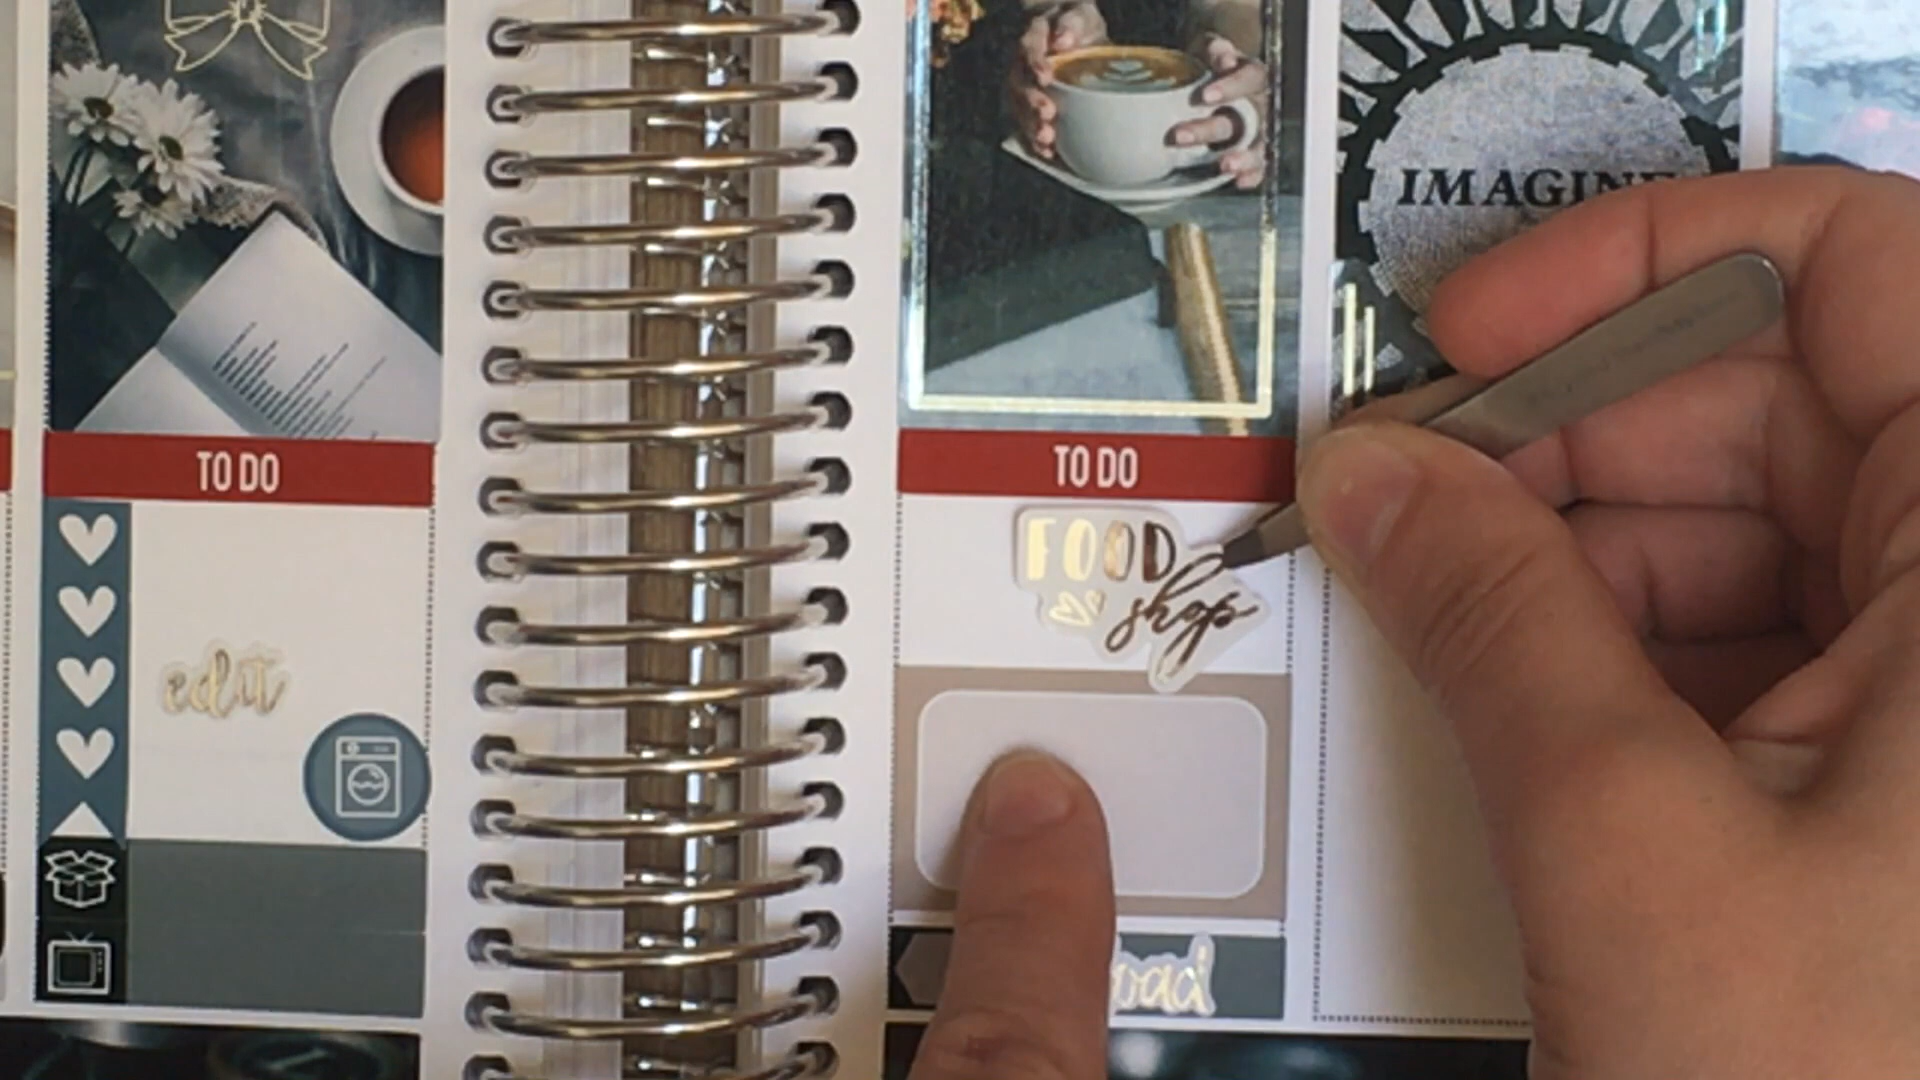 IMAGINE
TO DO
TO DO
FOOD
shop
edit